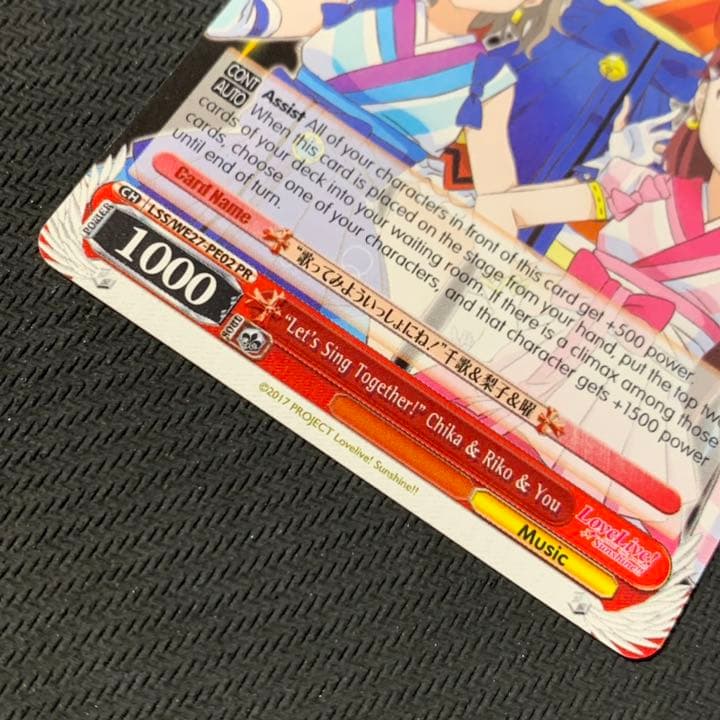 CONT
AUTO
Assist All of your characters in front of this card get +500 power.
When this card is placed on the stage from your hand, put the top two
cards of your deck into your waiting room. If there is a climax among those
cards, choose one of your characters, and that character gets +1500 power
until end of turn.
Card Name
"歌ってみよういっしょにね！"千歌&梨子&曜
CH LSS/WE27-PE02 PR
POWER
1000
SOUL
"Let's Sing Together!" Chika & Riko & You
©2017 PROJECT Lovelive! Sunshine!!
Music
LoveLive!
Sunshine!!